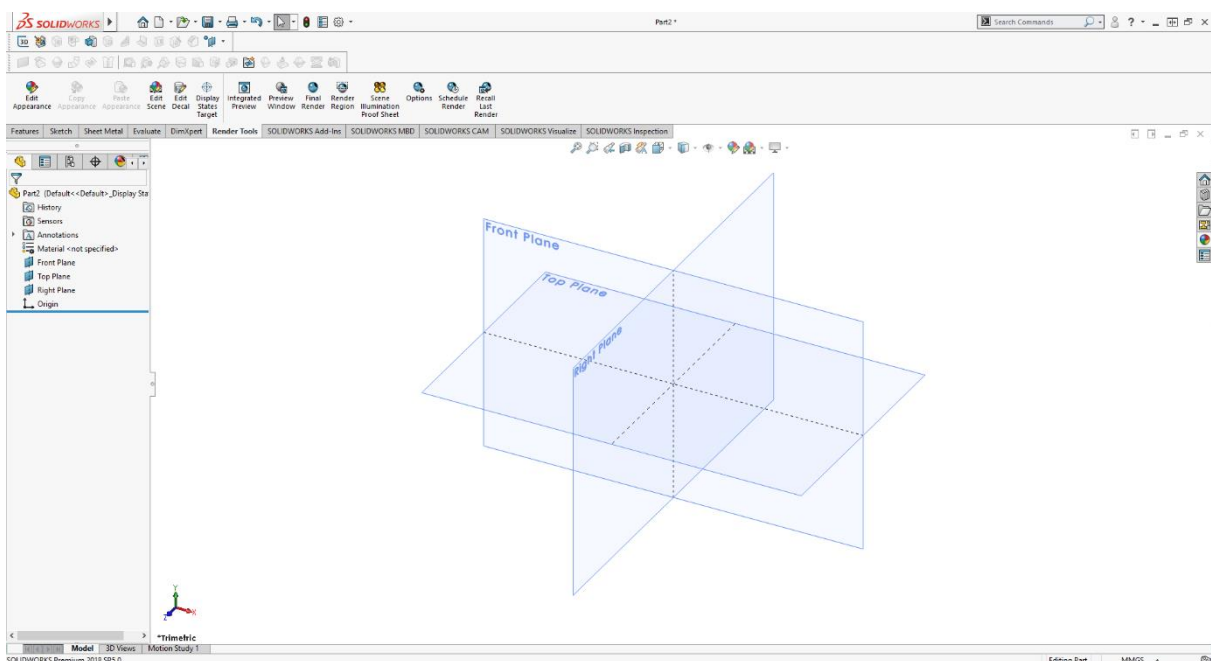 SOLIDWORKS
Part2 *
Search Commands
?
3D
Edit Appearance
Copy Appearance
Paste Appearance
Edit Scene
Edit Decal
Display States Target
Integrated Preview
Preview Window
Final Render
Render Region
Scene Illumination Proof Sheet
Options
Schedule Render
Recall Last Render
Features Sketch Sheet Metal Evaluate DimXpert Render Tools SOLIDWORKS Add-Ins SOLIDWORKS MBD SOLIDWORKS CAM SOLIDWORKS Visualize SOLIDWORKS Inspection
Part2 (Default<<Default>_Display Sta
History
Sensors
A Annotations
Material <not specified>
Front Plane
Top Plane
Right Plane
Origin
Front Plane
Top Plane
Right Plane
Y
Z X
*Trimetric
Model 3D Views Motion Study 1
SOLIDWORKS Premium 2018 SP5.0
Editing Part MMGS